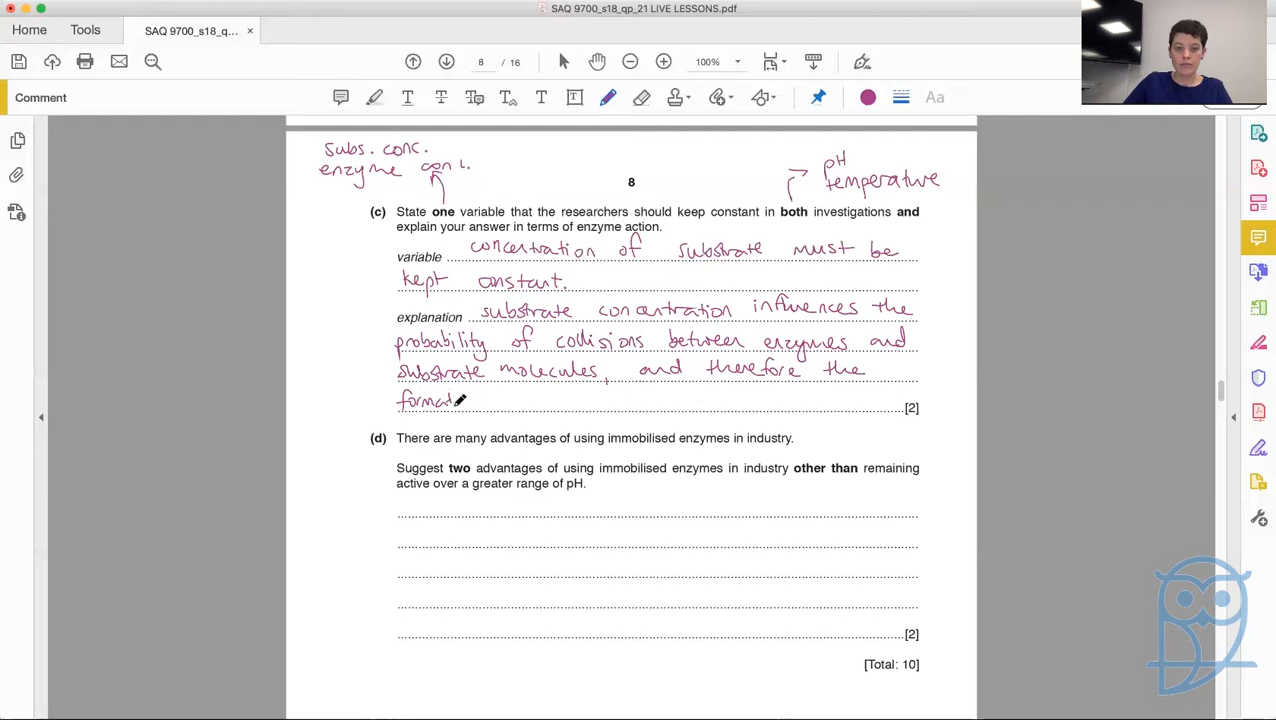 SAQ 9700_s18_qp_21 LIVE LESSONS.pdf
Home Tools SAQ 9700_s18_qp_2... ×
8 / 16 100%
Comment Aa
subs. conc.
enzyme conc.
pH
temperature
8
(c) State one variable that the researchers should keep constant in both investigations and
explain your answer in terms of enzyme action.
variable concentration of substrate must be
kept constant.
explanation substrate concentration influences the
probability of collisions between enzymes and
substrate molecules, and therefore the
format
[2]
(d) There are many advantages of using immobilised enzymes in industry.
Suggest two advantages of using immobilised enzymes in industry other than remaining
active over a greater range of pH.
[2]
[Total: 10]